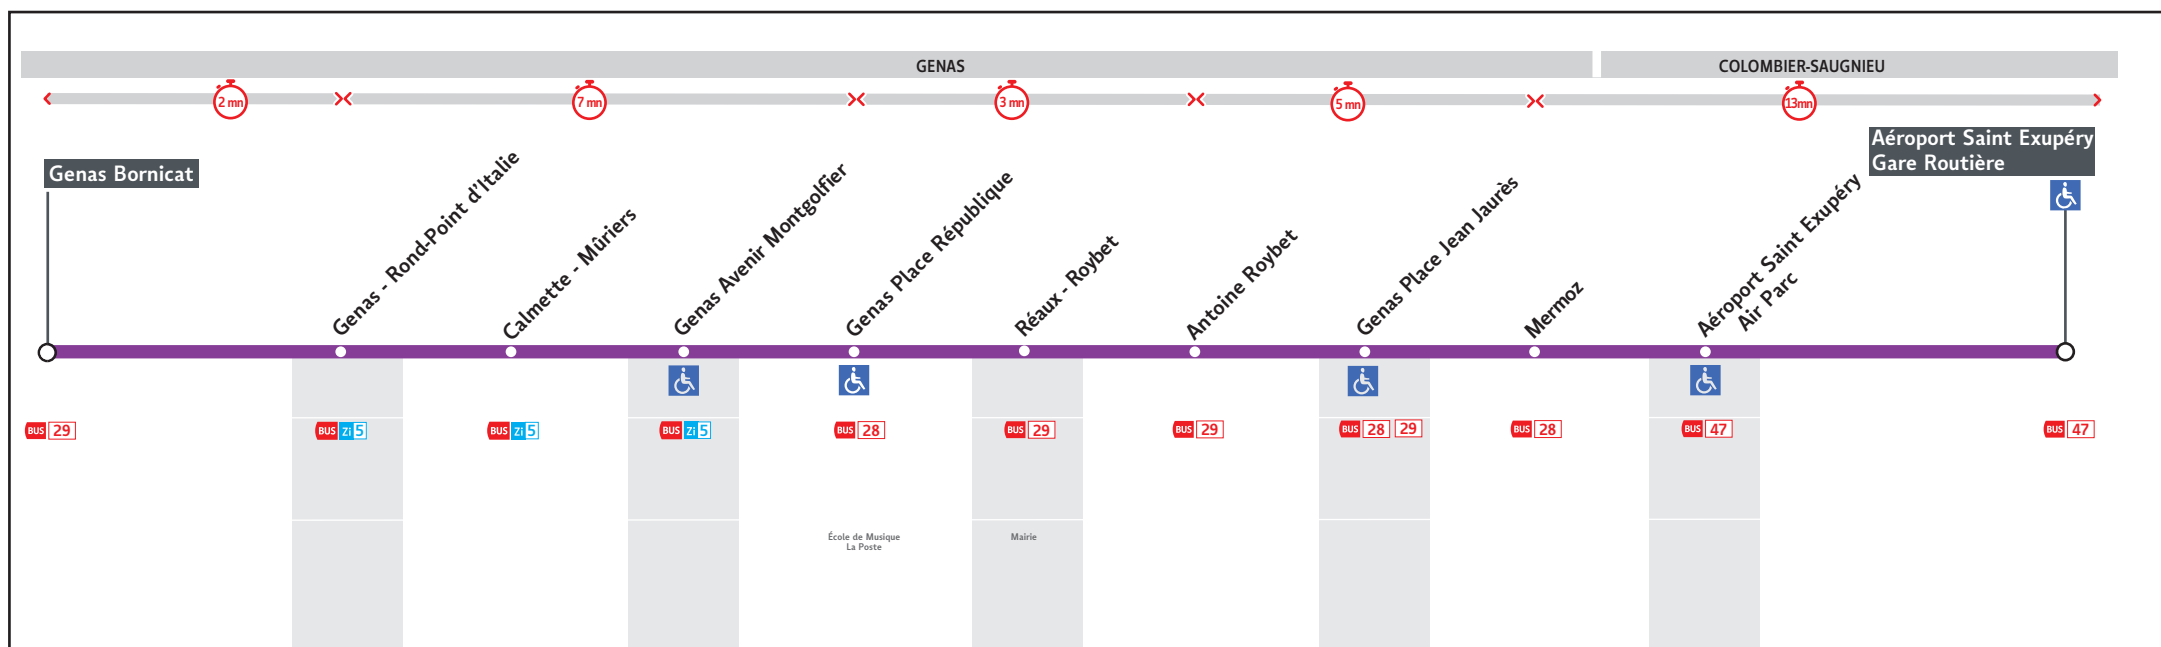 GENAS
COLOMBIER-SAUGNIEU
2 mn
7 mn
3 mn
5 mn
13mn
Genas Bornicat
Genas - Rond-Point d'Italie
Calmette - Mûriers
Genas Avenir Montgolfier
Genas Place République
Réaux - Roybet
Antoine Roybet
Genas Place Jean Jaurès
Mermoz
Aéroport Saint Exupéry
Air Parc
Aéroport Saint Exupéry
Gare Routière
BUS 29
BUS Zi 5
BUS Zi 5
BUS Zi 5
BUS 28
BUS 29
BUS 29
BUS 28 29
BUS 28
BUS 47
BUS 47
École de Musique
La Poste
Mairie